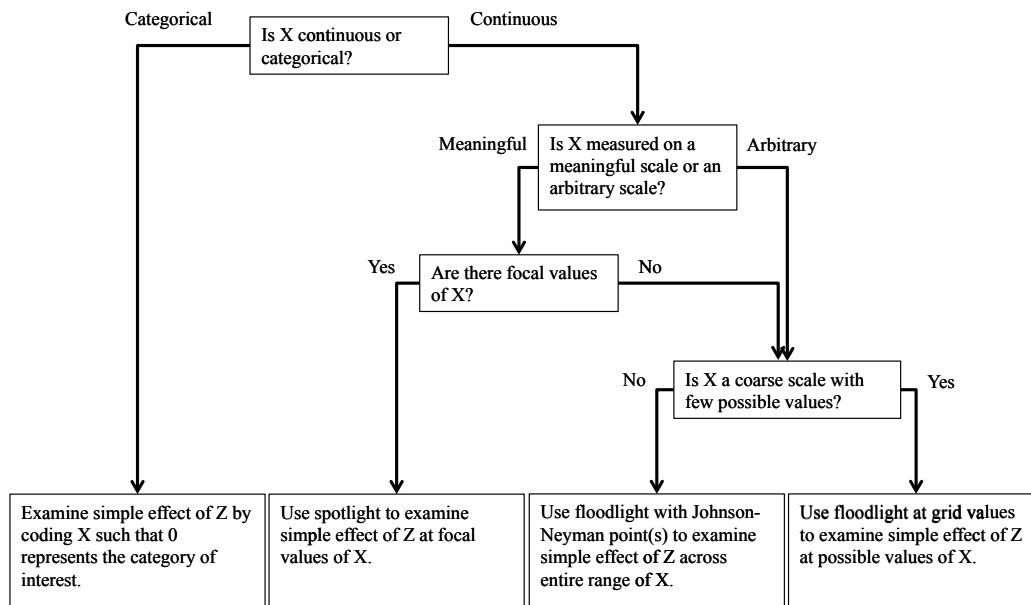 Categorical
Continuous
Is X continuous or
categorical?
Meaningful
Arbitrary
Is X measured on a
meaningful scale or an
arbitrary scale?
Yes
No
Are there focal values
of X?
No
Yes
Is X a coarse scale with
few possible values?
Examine simple effect of Z by
coding X such that 0
represents the category of
interest.
Use spotlight to examine
simple effect of Z at focal
values of X.
Use floodlight with Johnson-
Neyman point(s) to examine
simple effect of Z across
entire range of X.
Use floodlight at grid values
to examine simple effect of Z
at possible values of X.